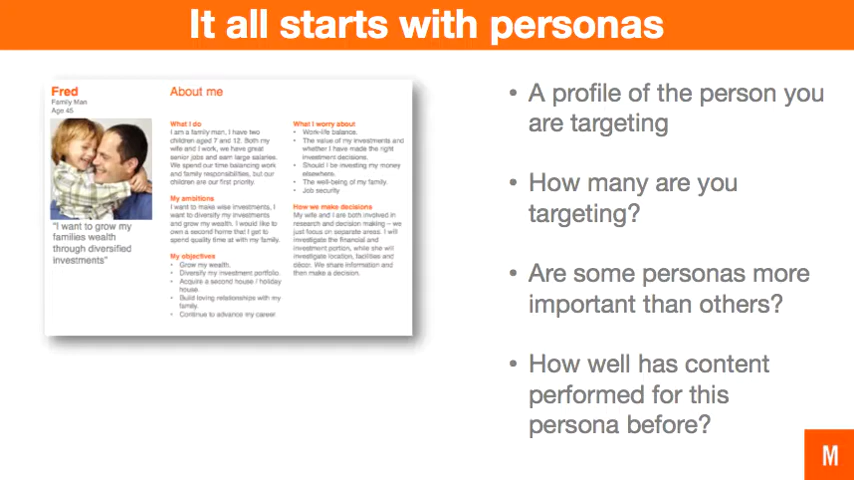 It all starts with personas
Fred
Family Man
Age 45
"I want to grow my
families wealth
through diversified
investments"
About me
What I do
I am a family man, I have two
children aged 7 and 12. Both my
wife and I work, we have great
senior jobs and earn large salaries.
We spend our time balancing work
and family responsibilities, but our
children are our first priority.
My ambitions
I want to make wise investments, I
want to diversify my investments
and grow my wealth. I would like to
own a second home that I get to
spend quality time at with my family.
My objectives
• Grow my wealth.
• Diversify my investment portfolio.
• Acquire a second house / holiday
house.
• Build loving relationships with my
family.
• Continue to advance my career
What I worry about
• Work-life balance.
• The value of my investments and
whether I have made the right
investment decisions.
• Should I be investing my money
elsewhere.
• The well-being of my family.
• Job security
How we make decisions
My wife and I are both involved in
research and decision making – we
just focus on separate areas. I will
investigate the financial and
investment portion, while she will
investigate location, facilities and
décor. We share information and
then make a decision.
• A profile of the person you
are targeting
• How many are you
targeting?
• Are some personas more
important than others?
• How well has content
performed for this
persona before?
M